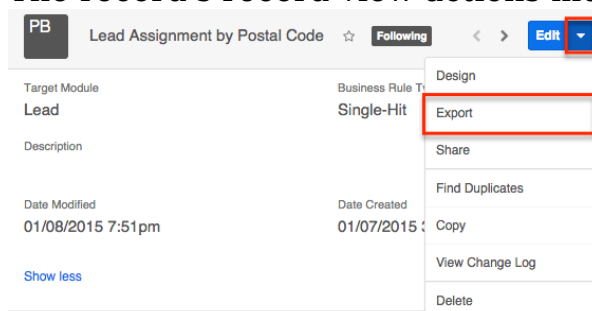 PB Lead Assignment by Postal Code Following Edit
Target Module Business Rule
Lead Single-Hit
Description
Date Modified Date Created
01/08/2015 7:51pm 01/07/2015
Show less
Design
Export
Share
Find Duplicates
Copy
View Change Log
Delete